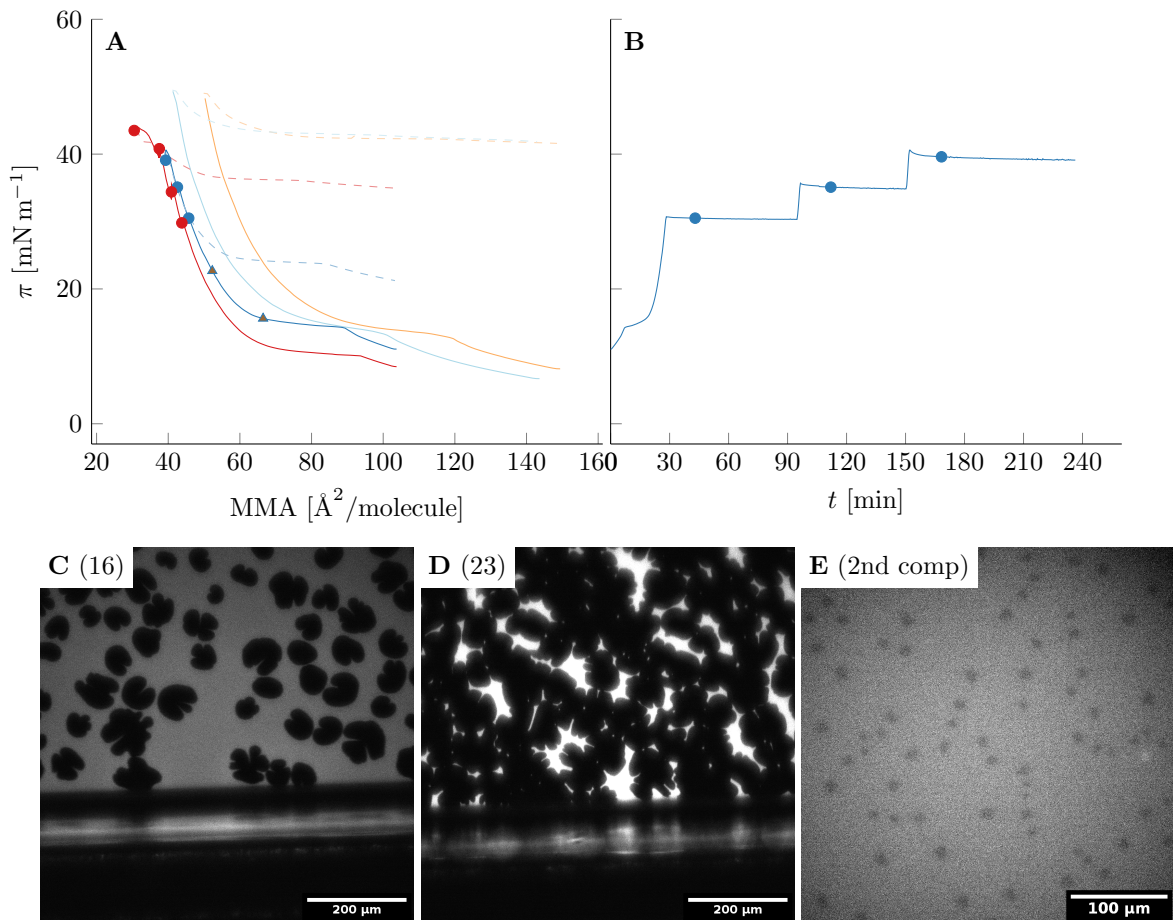 A
B
60
40
20
0
π [mN m⁻¹]
20 40 60 80 100 120 140 160
0 30 60 90 120 150 180 210 240
MMA [Å²/molecule]
t [min]
C (16)
D (23)
E (2nd comp)
200 µm
200 µm
100 µm